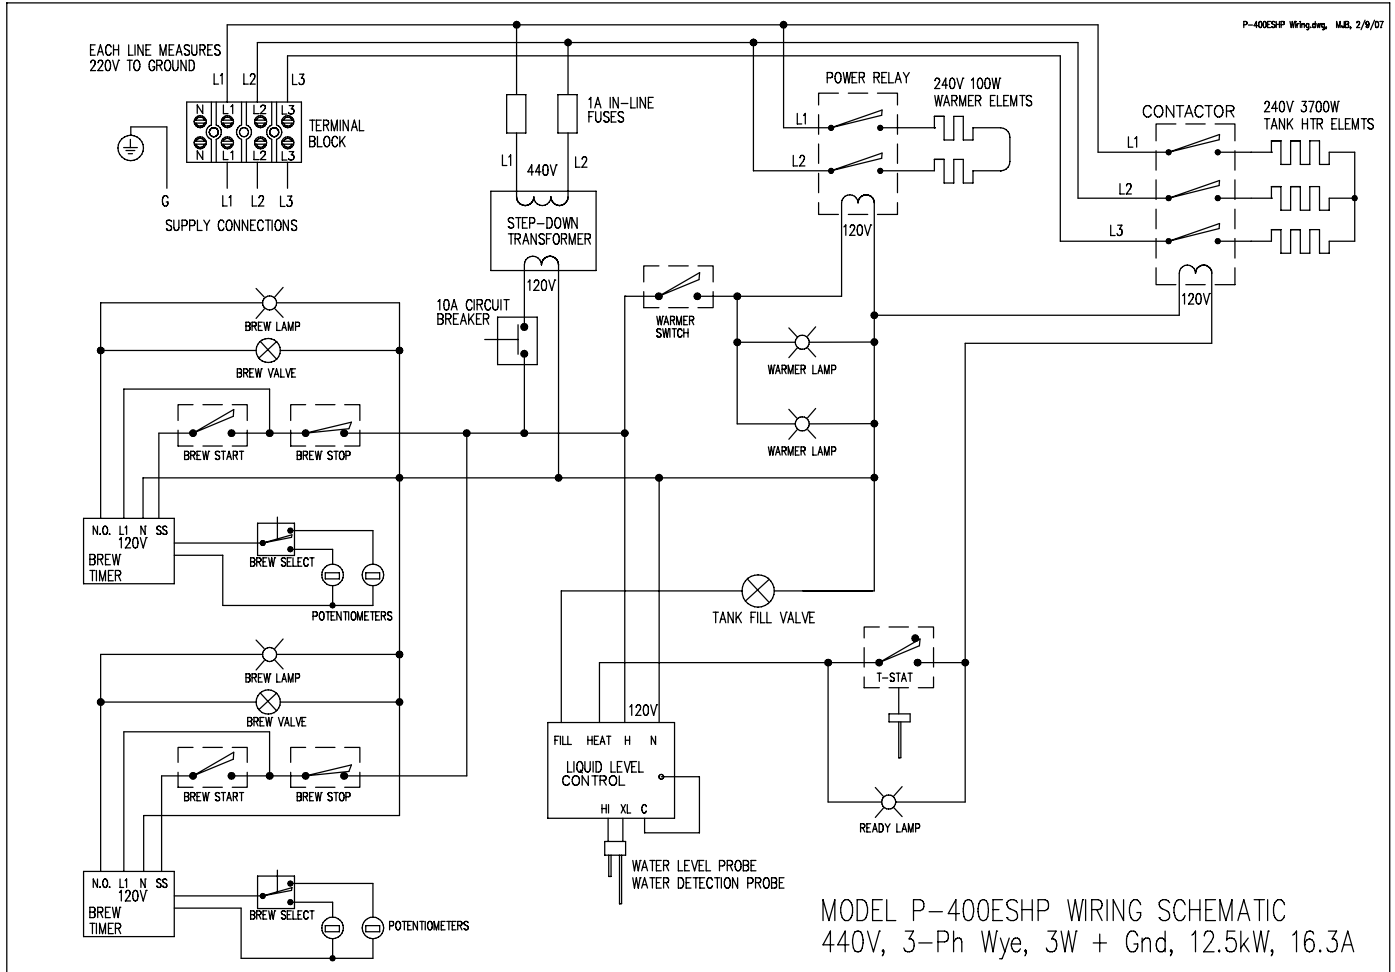 P-400ESHP Wiring.dwg, MJB, 2/9/07
EACH LINE MEASURES
220V TO GROUND
L1
L2
L3
N L1 L2 L3
N L1 L2 L3
TERMINAL
BLOCK
G
L1
L2
L3
SUPPLY CONNECTIONS
1A IN-LINE
FUSES
L1
440V
L2
STEP-DOWN
TRANSFORMER
120V
10A CIRCUIT
BREAKER
POWER RELAY
L1
L2
120V
240V 100W
WARMER ELEMTS
CONTACTOR
L1
L2
L3
120V
240V 3700W
TANK HTR ELEMTS
WARMER
SWITCH
WARMER LAMP
WARMER LAMP
BREW LAMP
BREW VALVE
BREW START
BREW STOP
N.O. L1 N SS
120V
BREW
TIMER
BREW SELECT
POTENTIOMETERS
BREW LAMP
BREW VALVE
BREW START
BREW STOP
N.O. L1 N SS
120V
BREW
TIMER
BREW SELECT
POTENTIOMETERS
TANK FILL VALVE
T-STAT
READY LAMP
120V
FILL HEAT H N
LIQUID LEVEL
CONTROL
HI XL C
WATER LEVEL PROBE
WATER DETECTION PROBE
MODEL P-400ESHP WIRING SCHEMATIC
440V, 3-Ph Wye, 3W + Gnd, 12.5kW, 16.3A